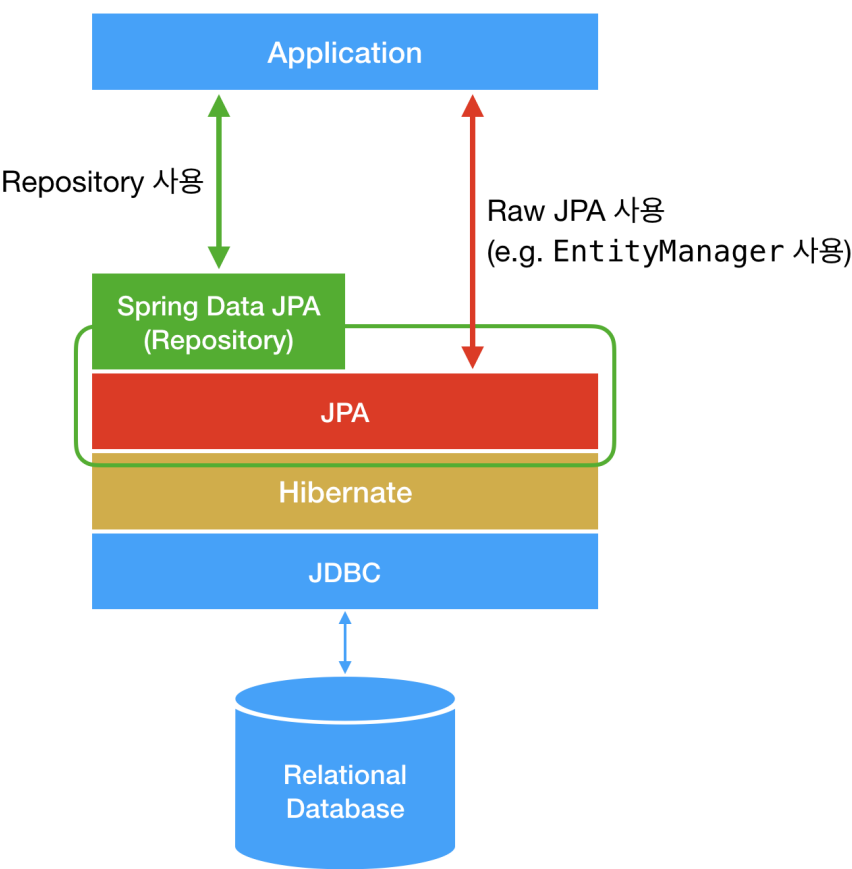 Application
Repository 사용
Raw JPA 사용
(e.g. EntityManager 사용)
Spring Data JPA
(Repository)
JPA
Hibernate
JDBC
Relational
Database